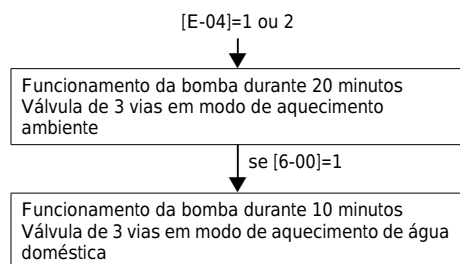 [E-04]=1 ou 2
Funcionamento da bomba durante 20 minutos
Válvula de 3 vias em modo de aquecimento
ambiente
se [6-00]=1
Funcionamento da bomba durante 10 minutos
Válvula de 3 vias em modo de aquecimento de água
doméstica